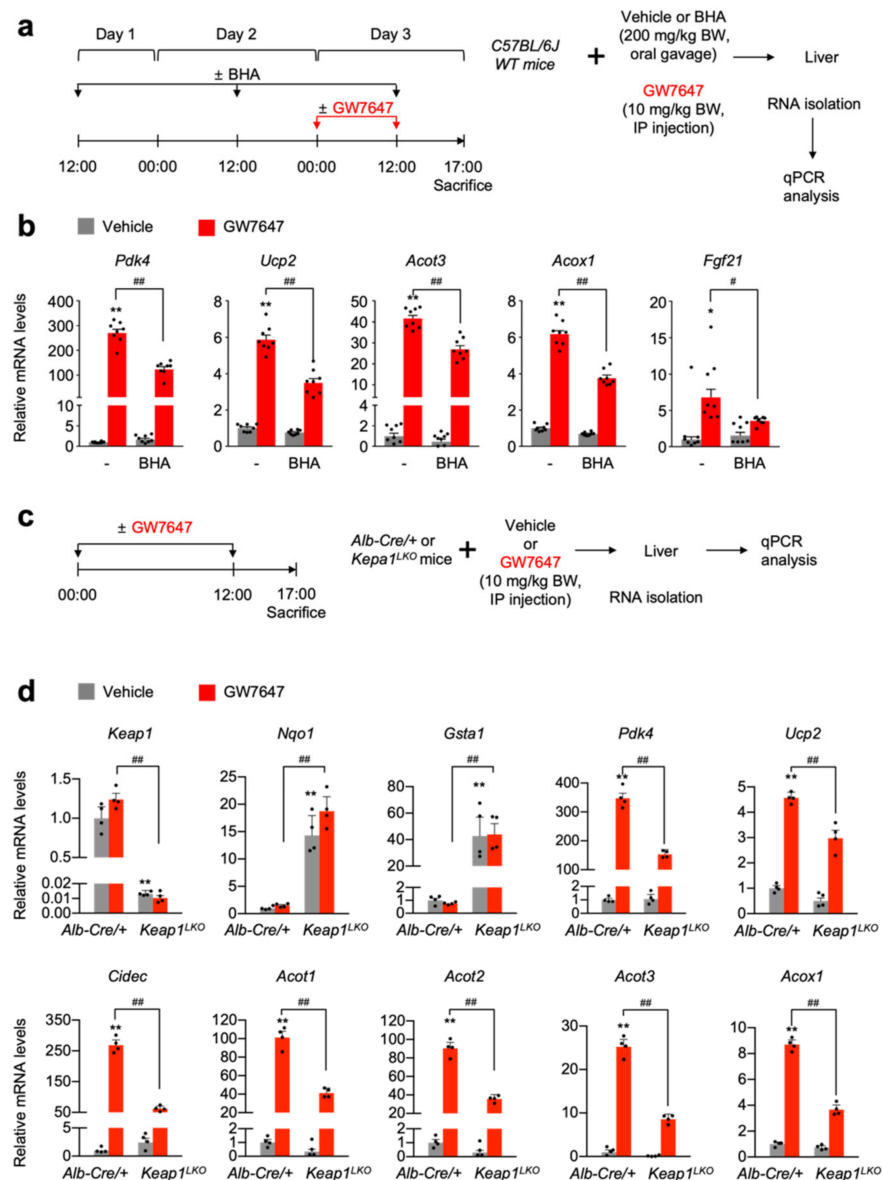 a
Day 1 Day 2 Day 3
± BHA
± GW7647
12:00 00:00 12:00 00:00 12:00 17:00
Sacrifice
C57BL/6J
WT mice
+
Vehicle or BHA
(200 mg/kg BW,
oral gavage)
GW7647
(10 mg/kg BW,
IP injection)
Liver
RNA isolation
qPCR
analysis
b
Vehicle GW7647
Relative mRNA levels
Pdk4
##
**
400
300
200
100
5
0
- BHA
Ucp2
##
**
8
6
4
2
0
- BHA
Acot3
##
**
50
40
30
20
10
4
2
0
- BHA
Acox1
##
**
8
6
4
2
0
- BHA
Fgf21
#
*
20
15
10
5
0
- BHA
c
± GW7647
00:00 12:00 17:00
Sacrifice
Alb-Cre/+ or
Kepa1LKO mice
+
Vehicle
or
GW7647
(10 mg/kg BW,
IP injection)
Liver
RNA isolation
qPCR
analysis
d
Vehicle GW7647
Relative mRNA levels
Keap1
##
**
1.5
1.0
0.5
0.02
0.01
0.00
Alb-Cre/+ Keap1LKO
Nqo1
##
**
25
20
15
10
5
0
Alb-Cre/+ Keap1LKO
Gsta1
##
**
80
60
40
20
2
1
0
Alb-Cre/+ Keap1LKO
Pdk4
##
**
400
300
200
100
2
1
0
Alb-Cre/+ Keap1LKO
Ucp2
##
**
6
5
4
3
2
1
0
Alb-Cre/+ Keap1LKO
Relative mRNA levels
Cidec
##
**
350
250
150
50
5
0
Alb-Cre/+ Keap1LKO
Acot1
##
**
120
100
80
60
40
20
2
1
0
Alb-Cre/+ Keap1LKO
Acot2
##
**
120
100
80
60
40
20
2
1
0
Alb-Cre/+ Keap1LKO
Acot3
##
**
30
20
10
0
Alb-Cre/+ Keap1LKO
Acox1
##
**
10
8
6
4
2
0
Alb-Cre/+ Keap1LKO